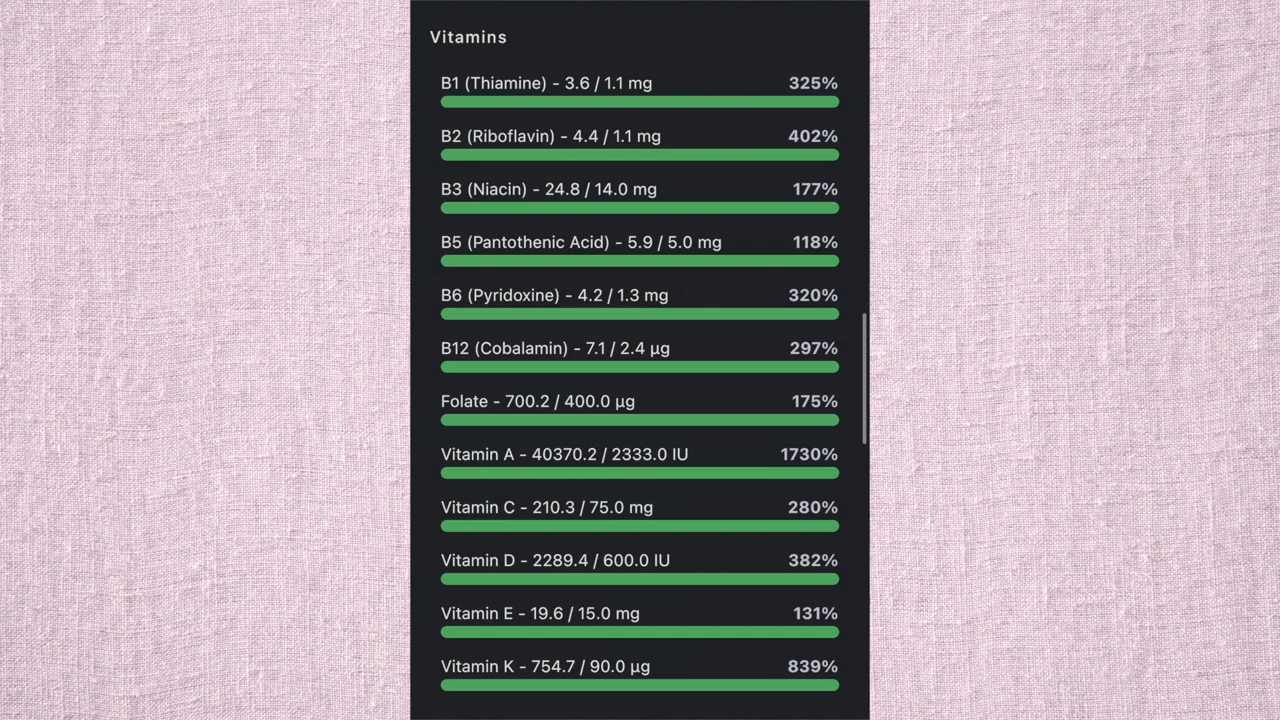 Vitamins
B1 (Thiamine) - 3.6 / 1.1 mg 325%
B2 (Riboflavin) - 4.4 / 1.1 mg 402%
B3 (Niacin) - 24.8 / 14.0 mg 177%
B5 (Pantothenic Acid) - 5.9 / 5.0 mg 118%
B6 (Pyridoxine) - 4.2 / 1.3 mg 320%
B12 (Cobalamin) - 7.1 / 2.4 µg 297%
Folate - 700.2 / 400.0 µg 175%
Vitamin A - 40370.2 / 2333.0 IU 1730%
Vitamin C - 210.3 / 75.0 mg 280%
Vitamin D - 2289.4 / 600.0 IU 382%
Vitamin E - 19.6 / 15.0 mg 131%
Vitamin K - 754.7 / 90.0 µg 839%